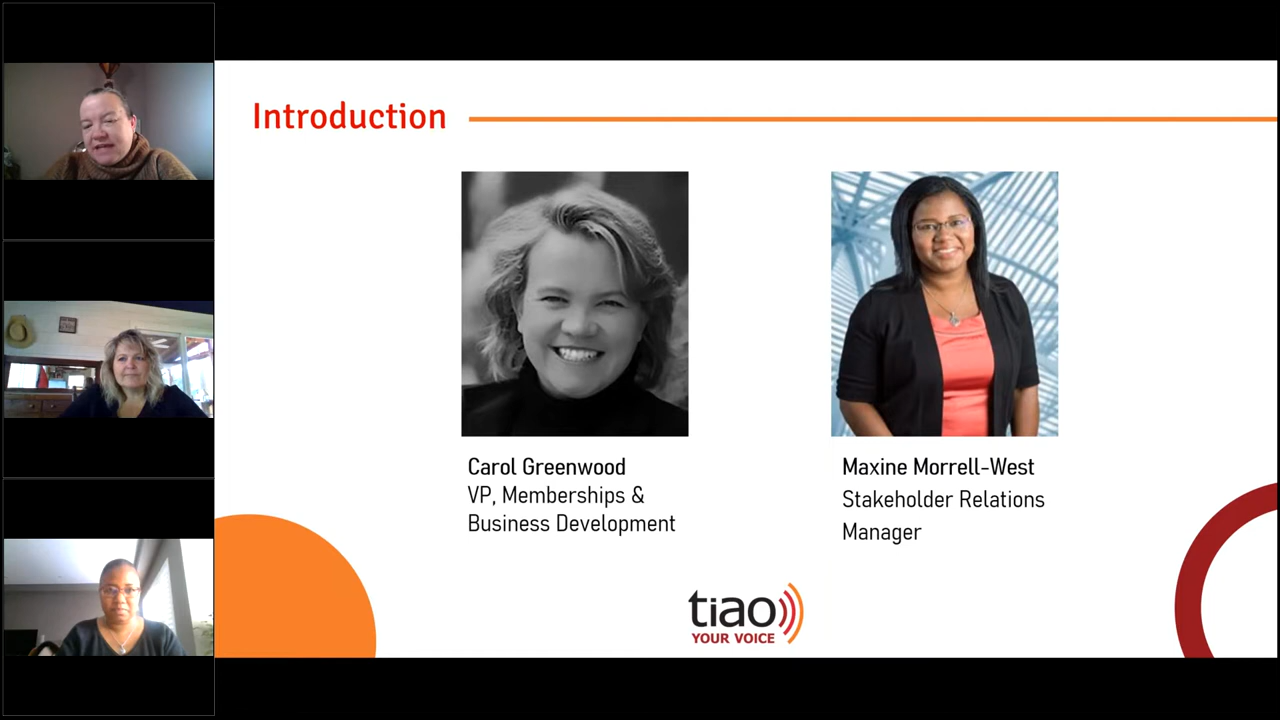 Introduction
Carol Greenwood
VP, Memberships &
Business Development
Maxine Morrell-West
Stakeholder Relations
Manager
tiao
YOUR VOICE